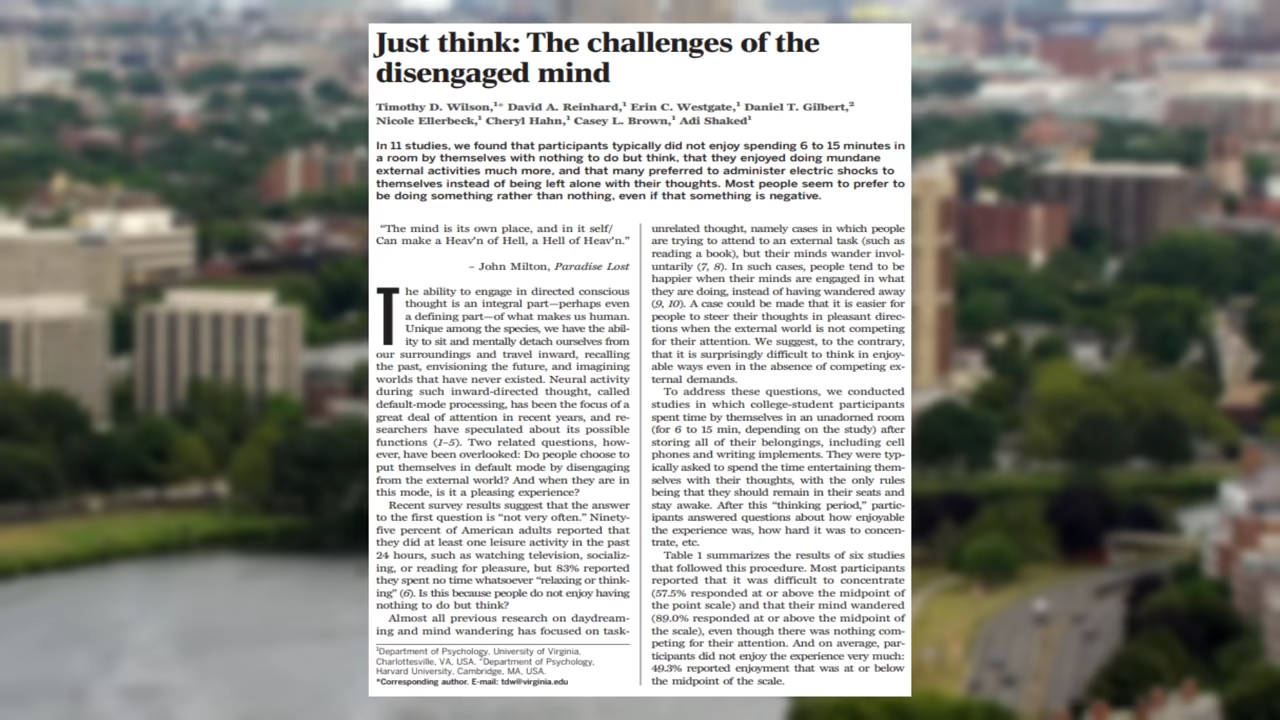 Just think: The challenges of the
disengaged mind
Timothy D. Wilson,¹* David A. Reinhard,¹ Erin C. Westgate,¹ Daniel T. Gilbert,²
Nicole Ellerbeck,¹ Cheryl Hahn,¹ Casey L. Brown,¹ Adi Shaked¹
In 11 studies, we found that participants typically did not enjoy spending 6 to 15 minutes in
a room by themselves with nothing to do but think, that they enjoyed doing mundane
external activities much more, and that many preferred to administer electric shocks to
themselves instead of being left alone with their thoughts. Most people seem to prefer to
be doing something rather than nothing, even if that something is negative.
“The mind is its own place, and in it self/
Can make a Heav'n of Hell, a Hell of Heav'n.”
– John Milton, Paradise Lost
The ability to engage in directed conscious
thought is an integral part—perhaps even
a defining part—of what makes us human.
Unique among the species, we have the abil-
ity to sit and mentally detach ourselves from
our surroundings and travel inward, recalling
the past, envisioning the future, and imagining
worlds that have never existed. Neural activity
during such inward-directed thought, called
default-mode processing, has been the focus of a
great deal of attention in recent years, and re-
searchers have speculated about its possible
functions (1–5). Two related questions, how-
ever, have been overlooked: Do people choose to
put themselves in default mode by disengaging
from the external world? And when they are in
this mode, is it a pleasing experience?
Recent survey results suggest that the answer
to the first question is “not very often.” Ninety-
five percent of American adults reported that
they did at least one leisure activity in the past
24 hours, such as watching television, socializ-
ing, or reading for pleasure, but 83% reported
they spent no time whatsoever “relaxing or think-
ing” (6). Is this because people do not enjoy having
nothing to do but think?
Almost all previous research on daydream-
ing and mind wandering has focused on task-
¹Department of Psychology, University of Virginia,
Charlottesville, VA, USA. ²Department of Psychology,
Harvard University, Cambridge, MA, USA.
*Corresponding author. E-mail: tdw@virginia.edu
unrelated thought, namely cases in which people
are trying to attend to an external task (such as
reading a book), but their minds wander invol-
untarily (7, 8). In such cases, people tend to be
happier when their minds are engaged in what
they are doing, instead of having wandered away
(9, 10). A case could be made that it is easier for
people to steer their thoughts in pleasant direc-
tions when the external world is not competing
for their attention. We suggest, to the contrary,
that it is surprisingly difficult to think in enjoy-
able ways even in the absence of competing ex-
ternal demands.
To address these questions, we conducted
studies in which college-student participants
spent time by themselves in an unadorned room
(for 6 to 15 min, depending on the study) after
storing all of their belongings, including cell
phones and writing implements. They were typ-
ically asked to spend the time entertaining them-
selves with their thoughts, with the only rules
being that they should remain in their seats and
stay awake. After this “thinking period,” partic-
ipants answered questions about how enjoyable
the experience was, how hard it was to concen-
trate, etc.
Table 1 summarizes the results of six studies
that followed this procedure. Most participants
reported that it was difficult to concentrate
(57.5% responded at or above the midpoint of
the point scale) and that their mind wandered
(89.0% responded at or above the midpoint of
the scale), even though there was nothing com-
peting for their attention. And on average, par-
ticipants did not enjoy the experience very much:
49.3% reported enjoyment that was at or below
the midpoint of the scale.